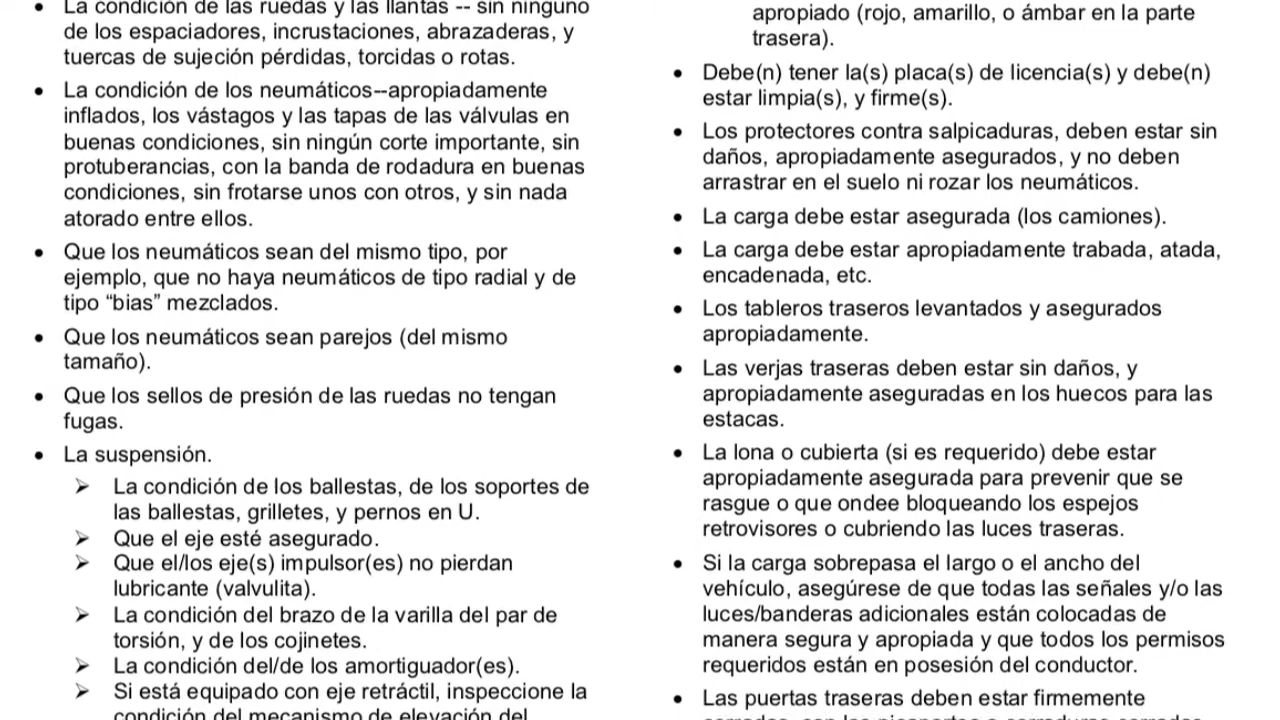 • La condición de las ruedas y las llantas -- sin ninguno
de los espaciadores, incrustaciones, abrazaderas, y
tuercas de sujeción pérdidas, torcidas o rotas.
• La condición de los neumáticos--apropiadamente
inflados, los vástagos y las tapas de las válvulas en
buenas condiciones, sin ningún corte importante, sin
protuberancias, con la banda de rodadura en buenas
condiciones, sin frotarse unos con otros, y sin nada
atorado entre ellos.
• Que los neumáticos sean del mismo tipo, por
ejemplo, que no haya neumáticos de tipo radial y de
tipo “bias” mezclados.
• Que los neumáticos sean parejos (del mismo
tamaño).
• Que los sellos de presión de las ruedas no tengan
fugas.
• La suspensión.
➢ La condición de los ballestas, de los soportes de
las ballestas, grilletes, y pernos en U.
➢ Que el eje esté asegurado.
➢ Que el/los eje(s) impulsor(es) no pierdan
lubricante (valvulita).
➢ La condición del brazo de la varilla del par de
torsión, y de los cojinetes.
➢ La condición del/de los amortiguador(es).
➢ Si está equipado con eje retráctil, inspeccione la
condición del mecanismo de elevación del
apropiado (rojo, amarillo, o ámbar en la parte
trasera).
• Debe(n) tener la(s) placa(s) de licencia(s) y debe(n)
estar limpia(s), y firme(s).
• Los protectores contra salpicaduras, deben estar sin
daños, apropiadamente asegurados, y no deben
arrastrar en el suelo ni rozar los neumáticos.
• La carga debe estar asegurada (los camiones).
• La carga debe estar apropiadamente trabada, atada,
encadenada, etc.
• Los tableros traseros levantados y asegurados
apropiadamente.
• Las verjas traseras deben estar sin daños, y
apropiadamente aseguradas en los huecos para las
estacas.
• La lona o cubierta (si es requerido) debe estar
apropiadamente asegurada para prevenir que se
rasgue o que ondee bloqueando los espejos
retrovisores o cubriendo las luces traseras.
• Si la carga sobrepasa el largo o el ancho del
vehículo, asegúrese de que todas las señales y/o las
luces/banderas adicionales están colocadas de
manera segura y apropiada y que todos los permisos
requeridos están en posesión del conductor.
• Las puertas traseras deben estar firmemente